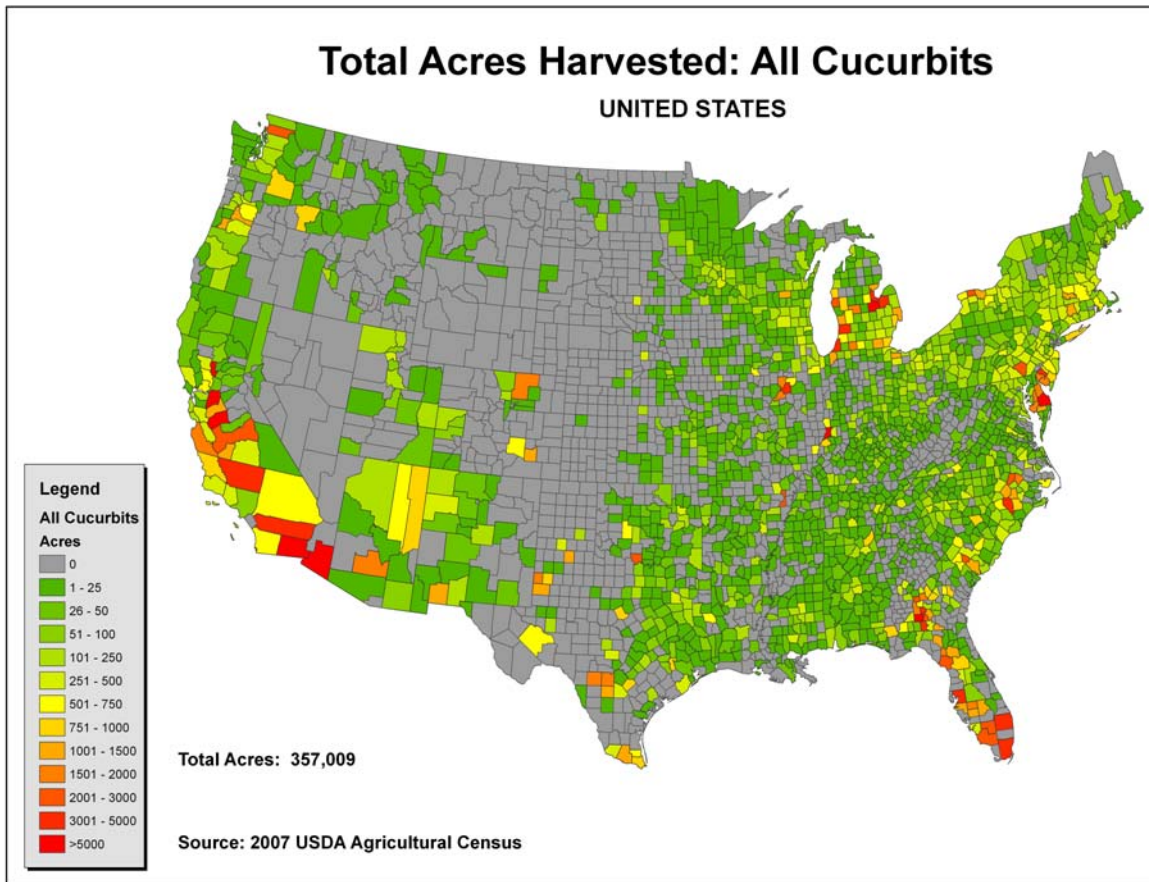 Total Acres Harvested: All Cucurbits
UNITED STATES
Legend
All Cucurbits
Acres
0
1 - 25
26 - 50
51 - 100
101 - 250
251 - 500
501 - 750
751 - 1000
1001 - 1500
1501 - 2000
2001 - 3000
3001 - 5000
>5000
Total Acres: 357,009
Source: 2007 USDA Agricultural Census